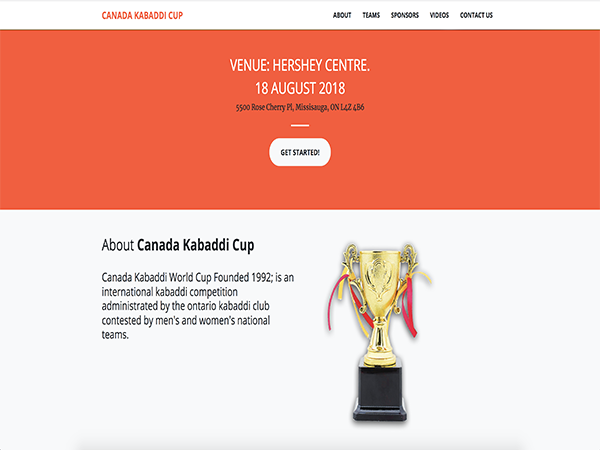 CANADA KABADDI CUP
ABOUT TEAMS SPONSORS VIDEOS CONTACT US
VENUE: HERSHEY CENTRE.
18 AUGUST 2018
5500 Rose Cherry Pl, Missisauga, ON L4Z 4B6
GET STARTED!
About Canada Kabaddi Cup
Canada Kabaddi World Cup Founded 1992; is an
international kabaddi competition
administrated by the ontario kabaddi club
contested by men's and women's national
teams.